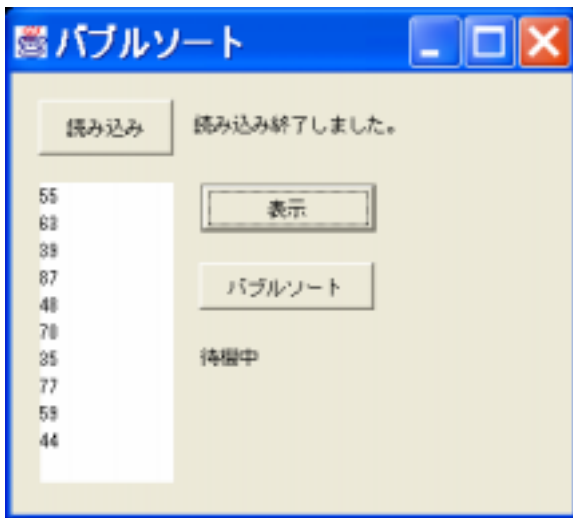 バブルソート
読み込み
読み込み終了しました。
表示
バブルソート
待機中
55
63
39
87
48
70
35
77
59
44